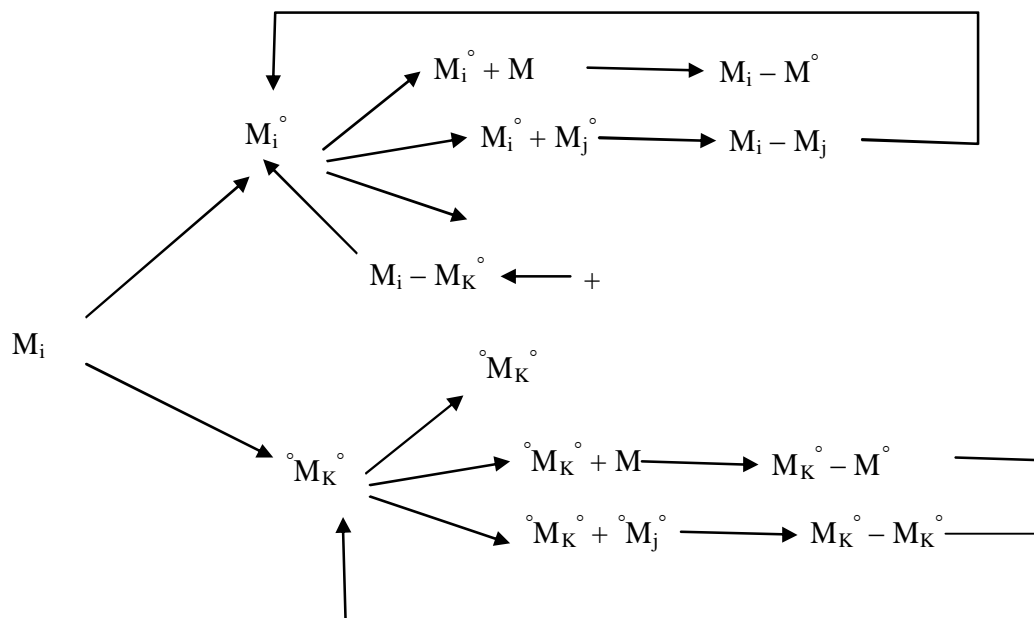 Mᵢ° + M → Mᵢ – M°
Mᵢ°
Mᵢ° + Mⱼ° → Mᵢ – Mⱼ
Mᵢ – M_K° ← +
Mᵢ
°M_K°
°M_K° + M → M_K° – M°
°M_K°
°M_K° + °Mⱼ° → M_K° – M_K°